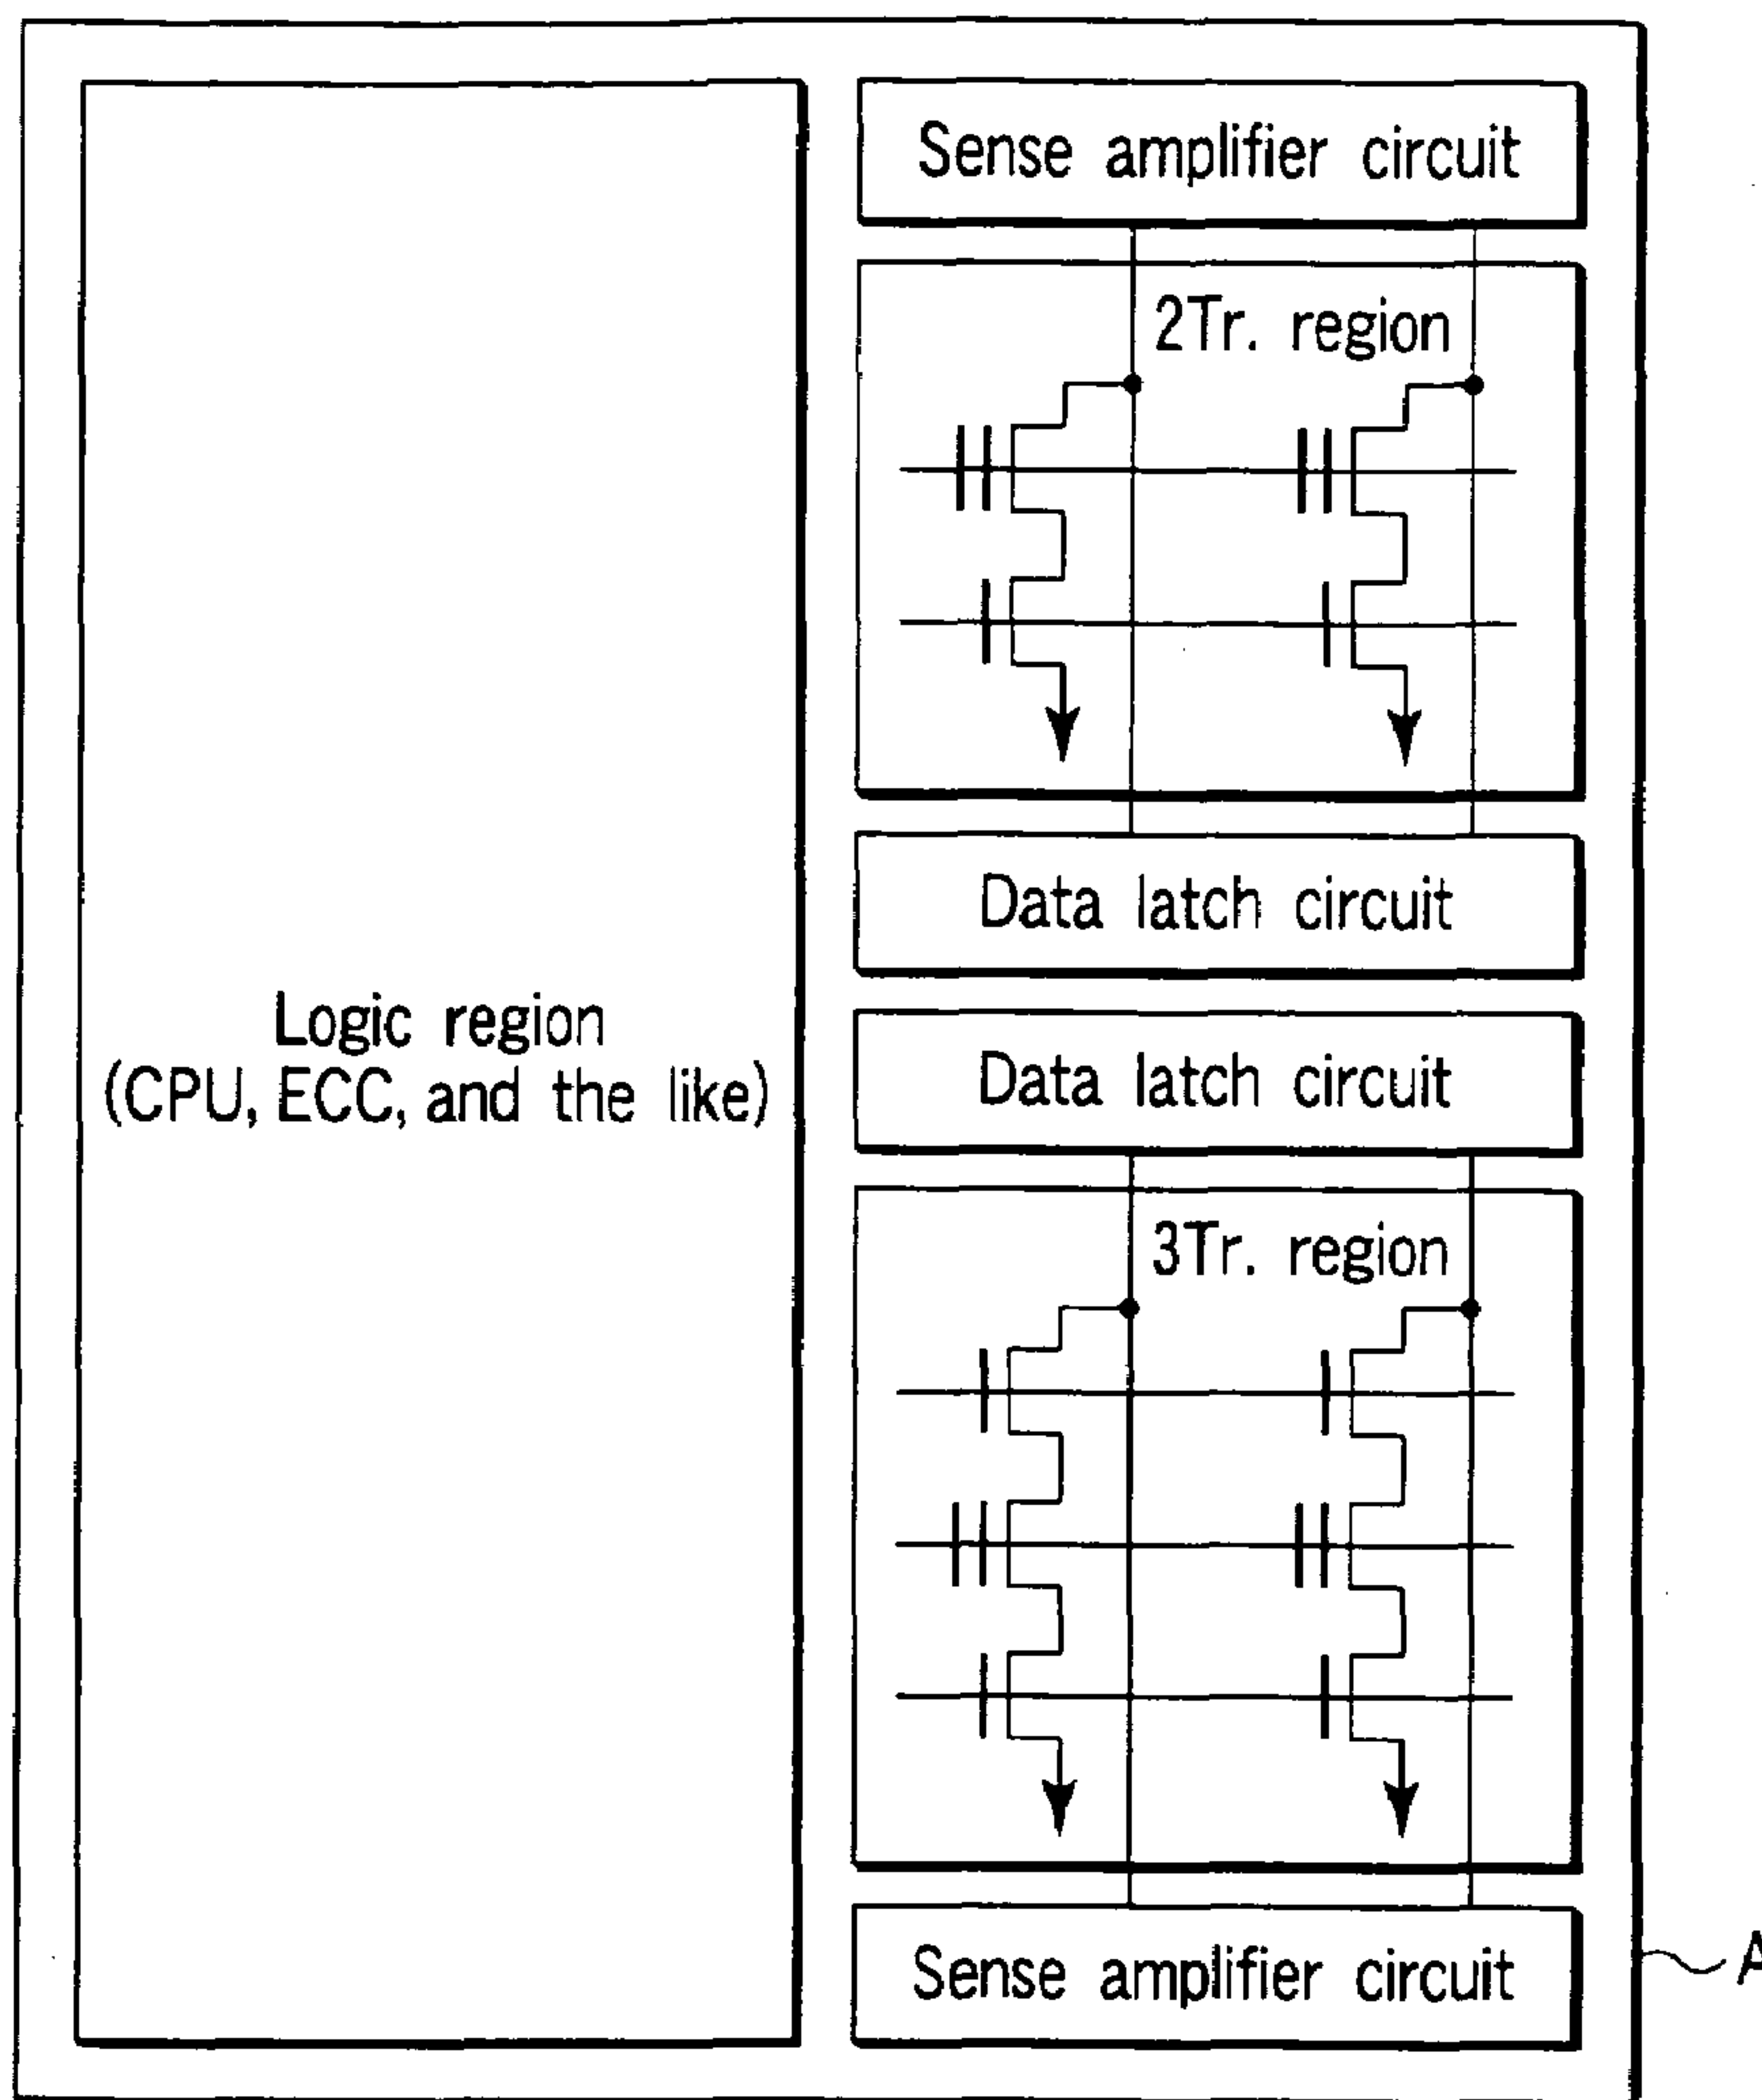 Sense amplifier circuit
2Tr. region
Data latch circuit
Logic region
(CPU, ECC, and the like)
Data latch circuit
3Tr. region
Sense amplifier circuit
A